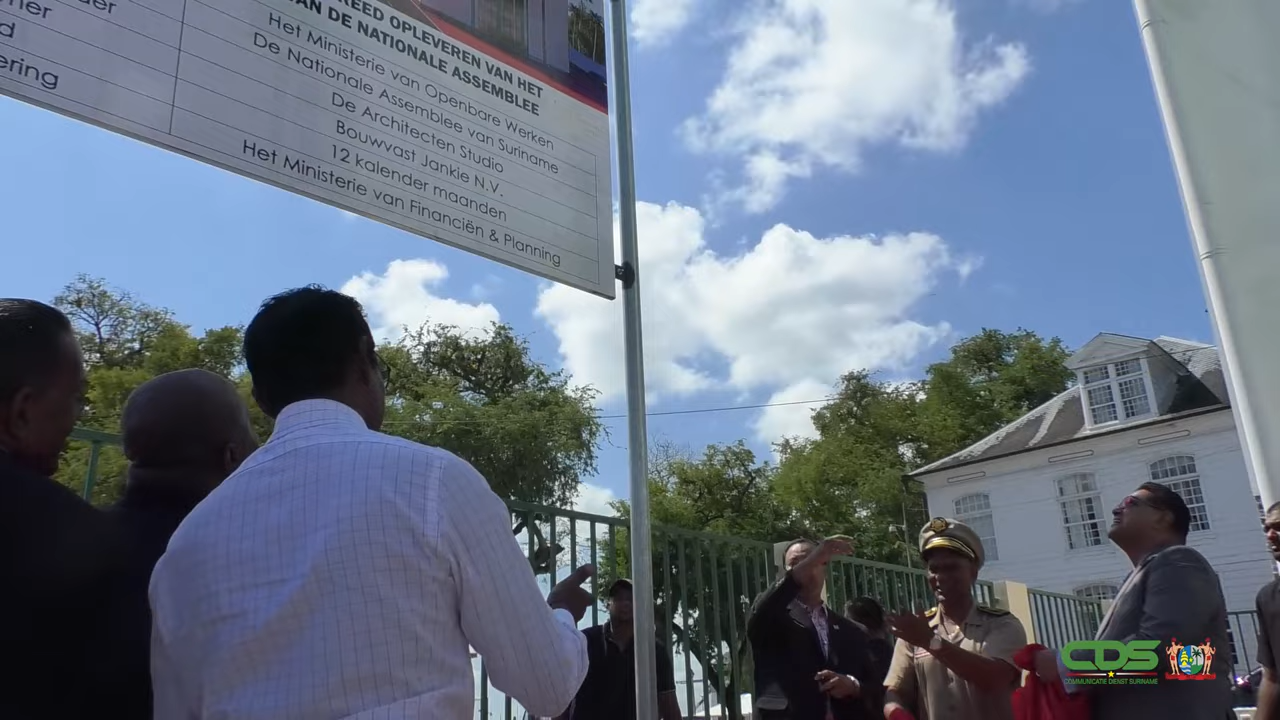 REED OPLEVEREN VAN HET
AN DE NATIONALE ASSEMBLEE
der
Het Ministerie van Openbare Werken
ner
De Nationale Assemblee van Suriname
d
De Architecten Studio
ering
Bouwvast Jankie N.V.
12 kalender maanden
Het Ministerie van Financiën & Planning
CDS
COMMUNICATIE DIENST SURINAME